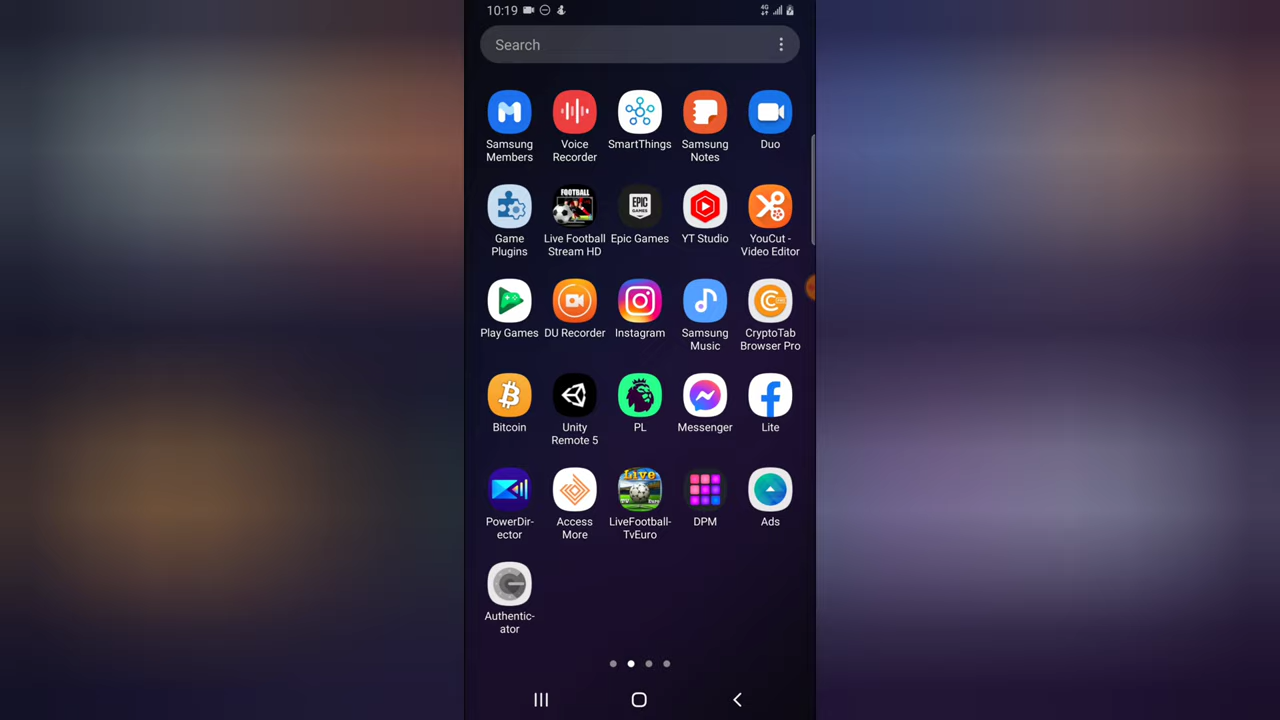 10:19
4G
Search
Samsung Members
Voice Recorder
SmartThings
Samsung Notes
Duo
FOOTBALL
EPIC GAMES
Game Plugins
Live Football Stream HD
Epic Games
YT Studio
YouCut - Video Editor
Play Games
DU Recorder
Instagram
Samsung Music
CryptoTab Browser Pro
Bitcoin
Unity Remote 5
PL
Messenger
Lite
Live
PowerDir-
ector
Access More
LiveFootball-
TvEuro
DPM
Ads
Authentic-
ator